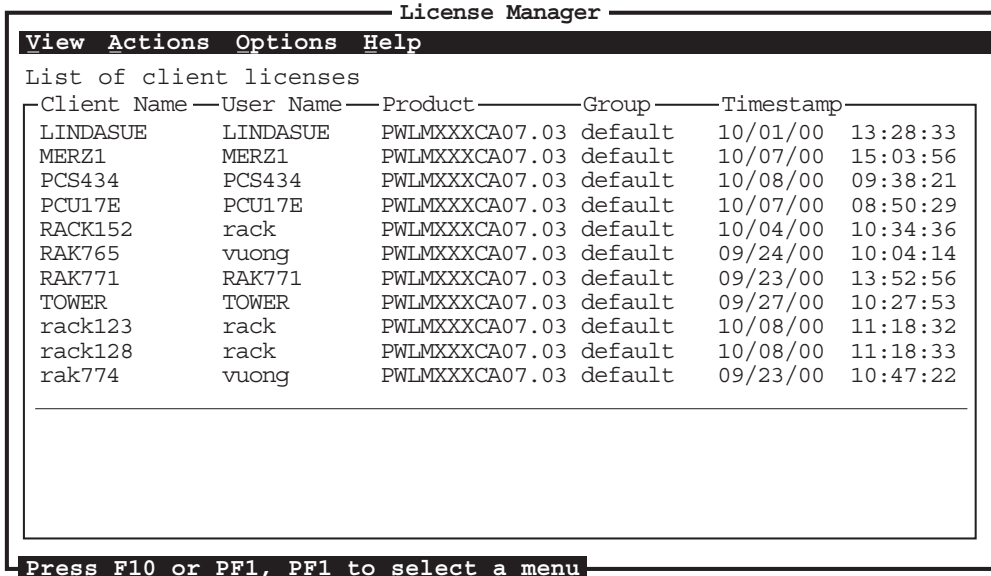 License Manager
View Actions Options Help
List of client licenses
Client Name User Name Product Group Timestamp
LINDASUE LINDASUE PWLMXXXCA07.03 default 10/01/00 13:28:33
MERZ1 MERZ1 PWLMXXXCA07.03 default 10/07/00 15:03:56
PCS434 PCS434 PWLMXXXCA07.03 default 10/08/00 09:38:21
PCU17E PCU17E PWLMXXXCA07.03 default 10/07/00 08:50:29
RACK152 rack PWLMXXXCA07.03 default 10/04/00 10:34:36
RAK765 vuong PWLMXXXCA07.03 default 09/24/00 10:04:14
RAK771 RAK771 PWLMXXXCA07.03 default 09/23/00 13:52:56
TOWER TOWER PWLMXXXCA07.03 default 09/27/00 10:27:53
rack123 rack PWLMXXXCA07.03 default 10/08/00 11:18:32
rack128 rack PWLMXXXCA07.03 default 10/08/00 11:18:33
rak774 vuong PWLMXXXCA07.03 default 09/23/00 10:47:22
Press F10 or PF1, PF1 to select a menu